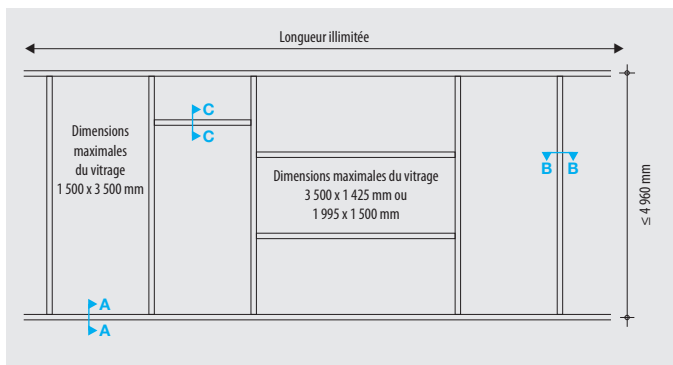 Longueur illimitée
C
C
Dimensions
maximales
du vitrage
1 500 x 3 500 mm
Dimensions maximales du vitrage
3 500 x 1 425 mm ou
1 995 x 1 500 mm
B B
≤ 4 960 mm
A
A